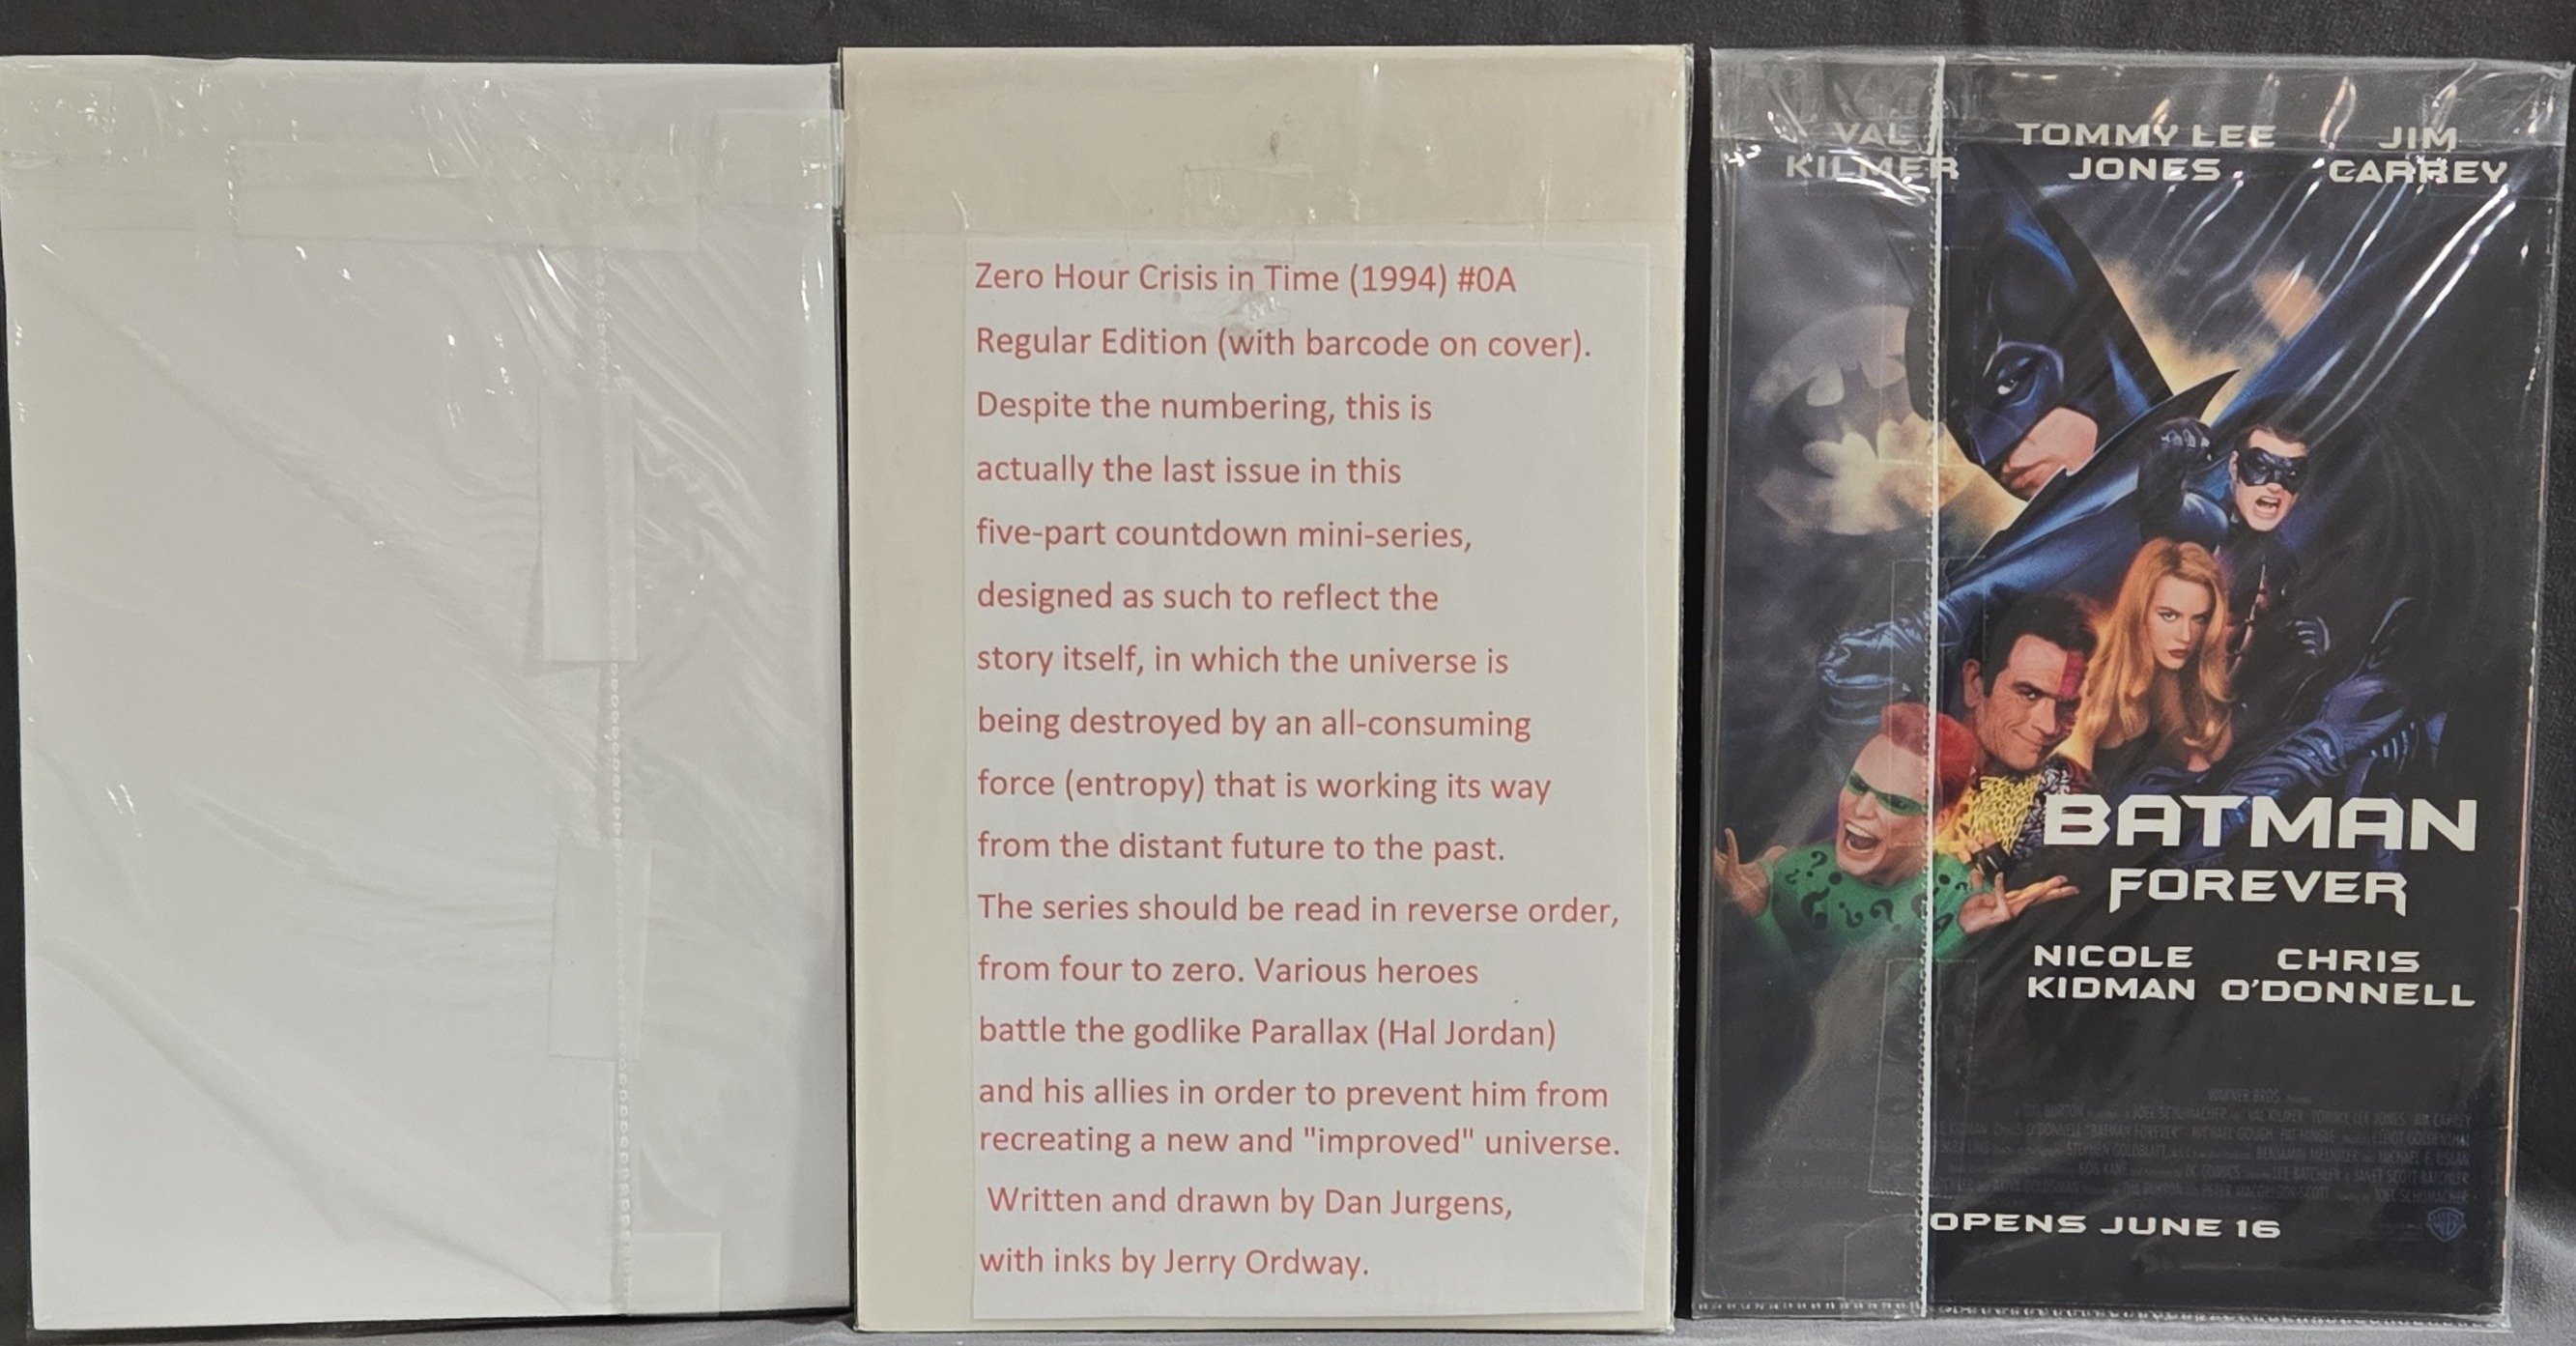 Zero Hour Crisis in Time (1994) #0A
Regular Edition (with barcode on cover).
Despite the numbering, this is
actually the last issue in this
five-part countdown mini-series,
designed as such to reflect the
story itself, in which the universe is
being destroyed by an all-consuming
force (entropy) that is working its way
from the distant future to the past.
The series should be read in reverse order,
from four to zero. Various heroes
battle the godlike Parallax (Hal Jordan)
and his allies in order to prevent him from
recreating a new and "improved" universe.
Written and drawn by Dan Jurgens,
with inks by Jerry Ordway.
VAL KILMER
TOMMY LEE JONES
JIM CARREY
BATMAN
FOREVER
NICOLE KIDMAN
CHRIS O'DONNELL
WARNER BROS.
OPENS JUNE 16